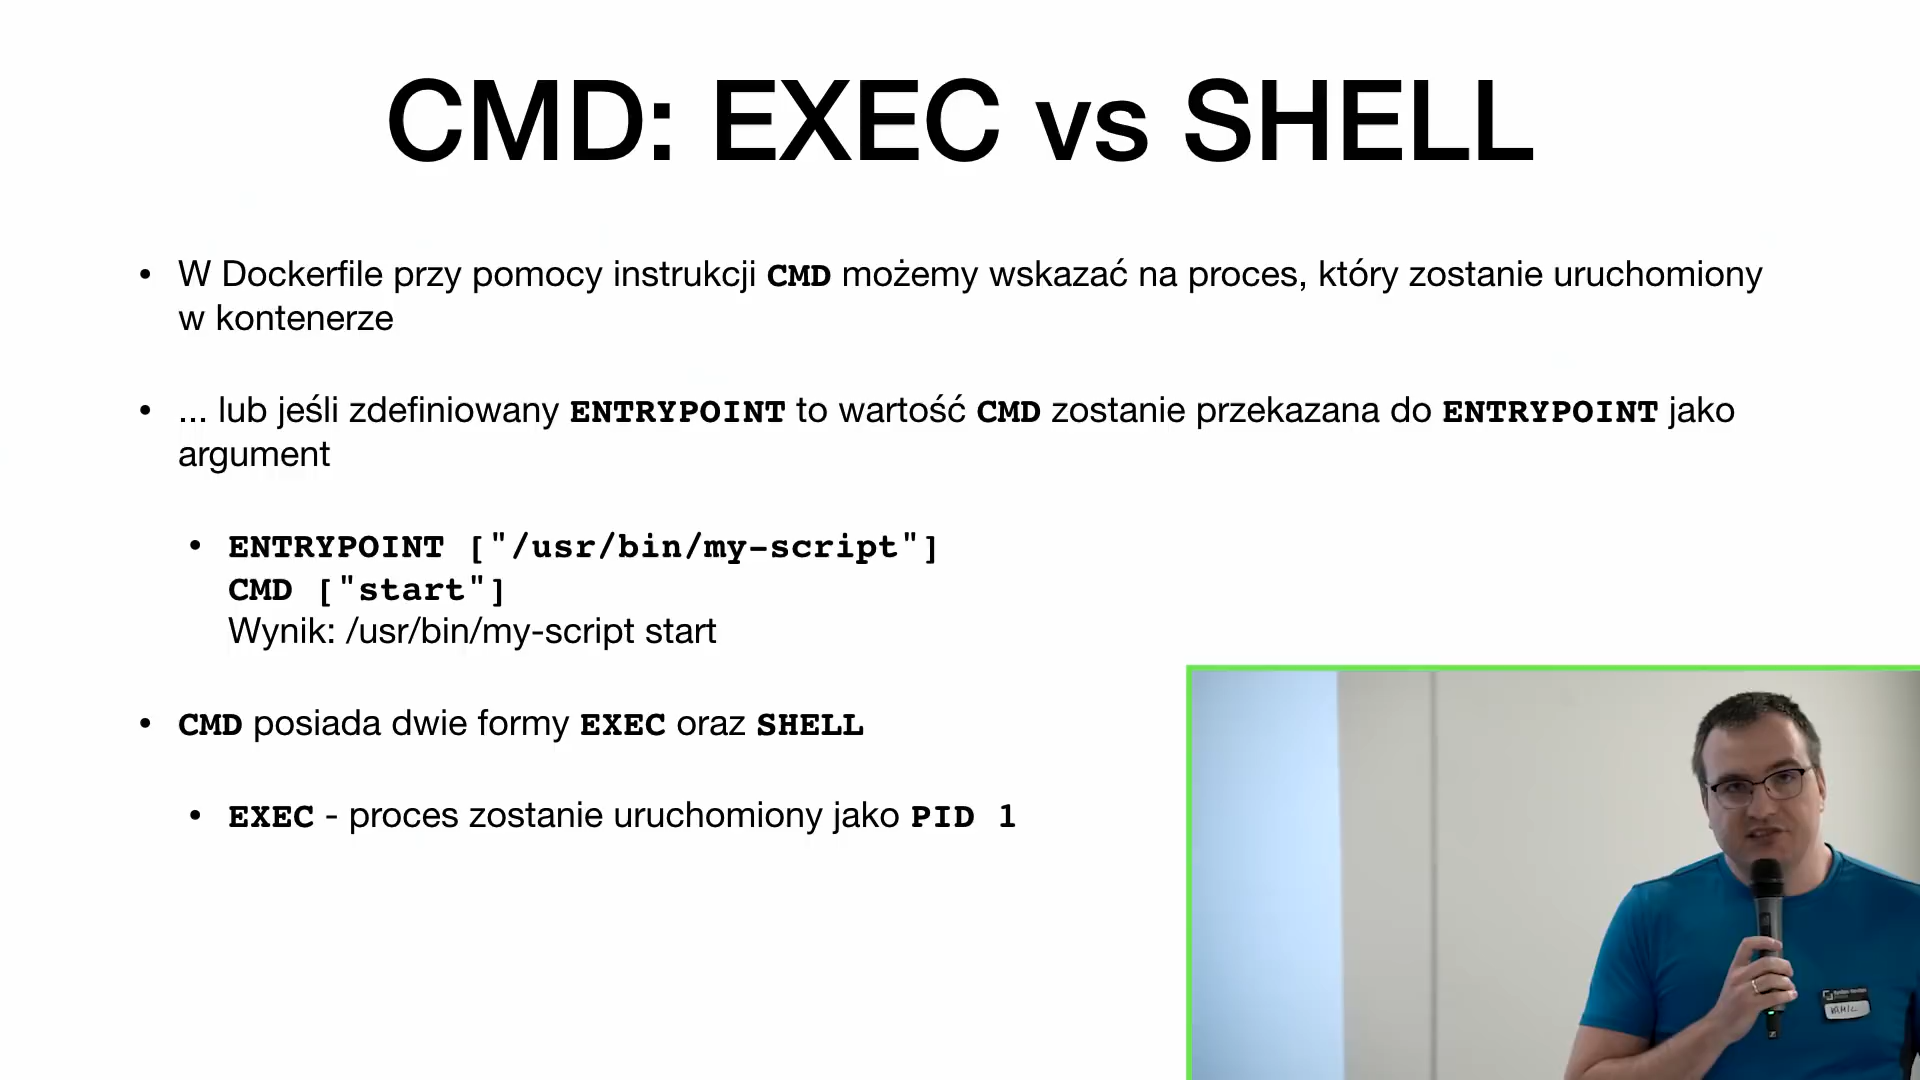 CMD: EXEC vs SHELL
• W Dockerfile przy pomocy instrukcji CMD możemy wskazać na proces, który zostanie uruchomiony
w kontenerze
• ... lub jeśli zdefiniowany ENTRYPOINT to wartość CMD zostanie przekazana do ENTRYPOINT jako
argument
• ENTRYPOINT ["/usr/bin/my-script"]
CMD ["start"]
Wynik: /usr/bin/my-script start
• CMD posiada dwie formy EXEC oraz SHELL
• EXEC - proces zostanie uruchomiony jako PID 1